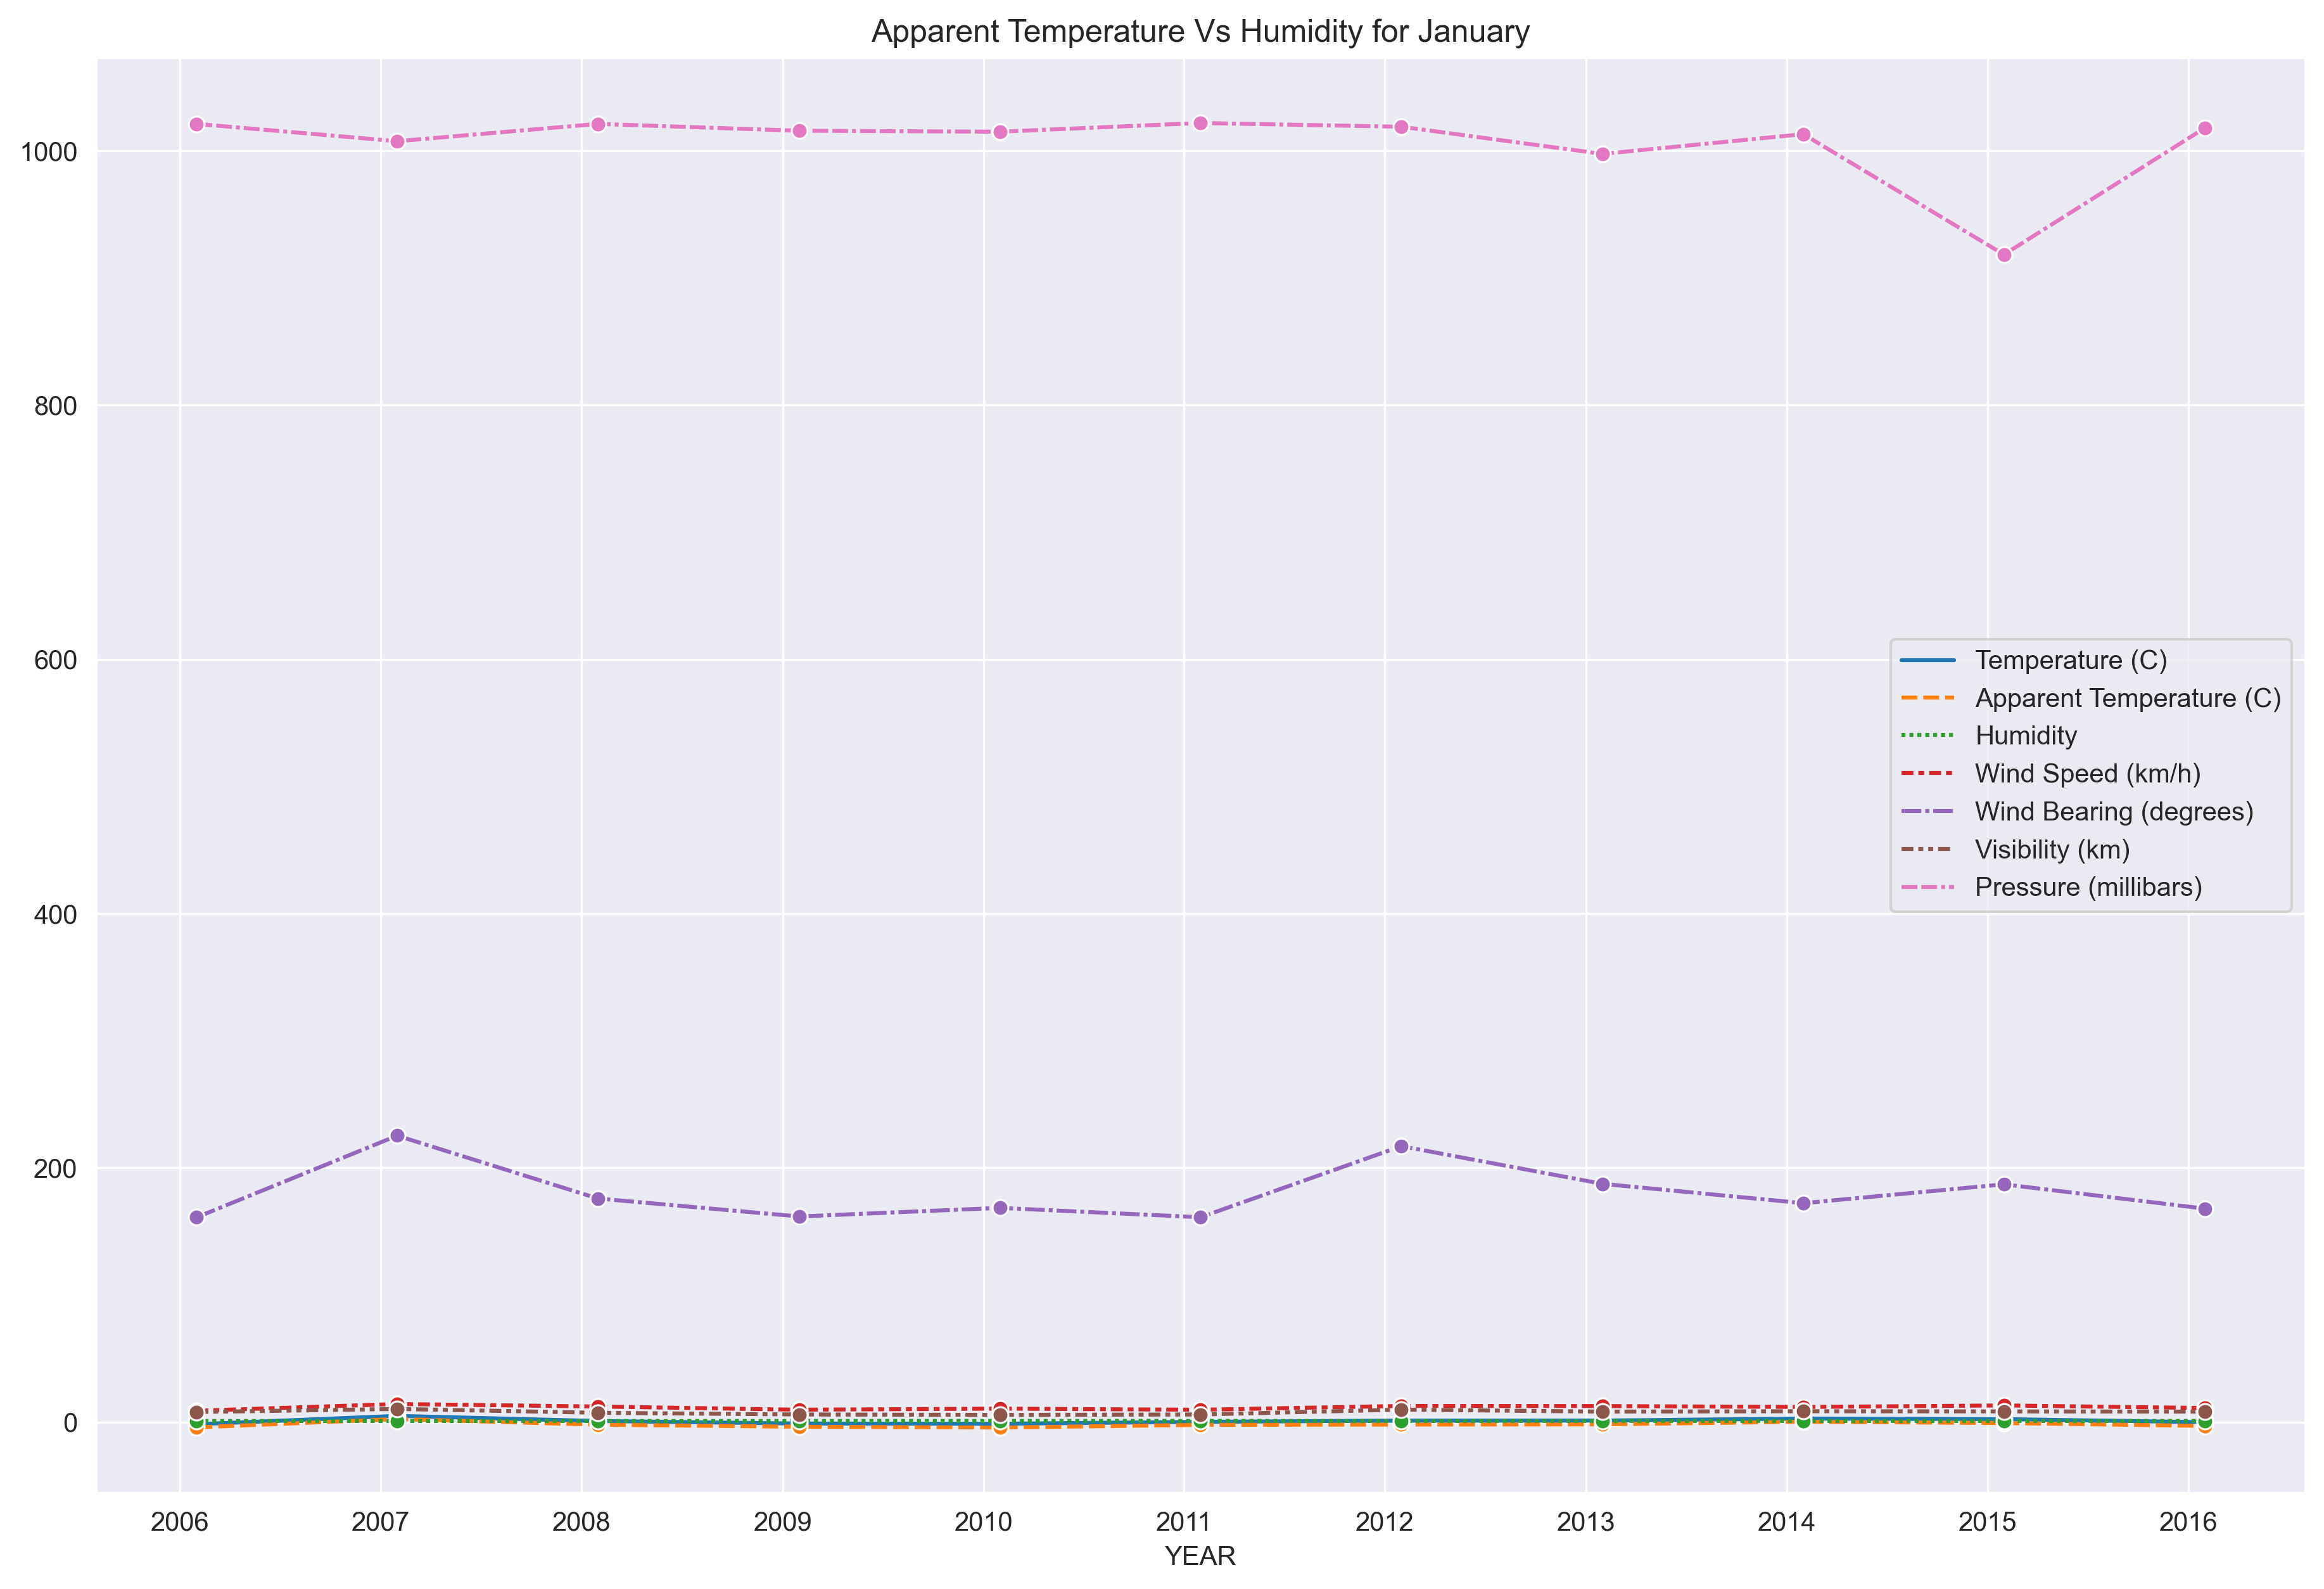 Apparent Temperature Vs Humidity for January
1000
800
600
400
200
0
Temperature (C)
Apparent Temperature (C)
Humidity
Wind Speed (km/h)
Wind Bearing (degrees)
Visibility (km)
Pressure (millibars)
2006 2007 2008 2009 2010 2011 2012 2013 2014 2015 2016
YEAR